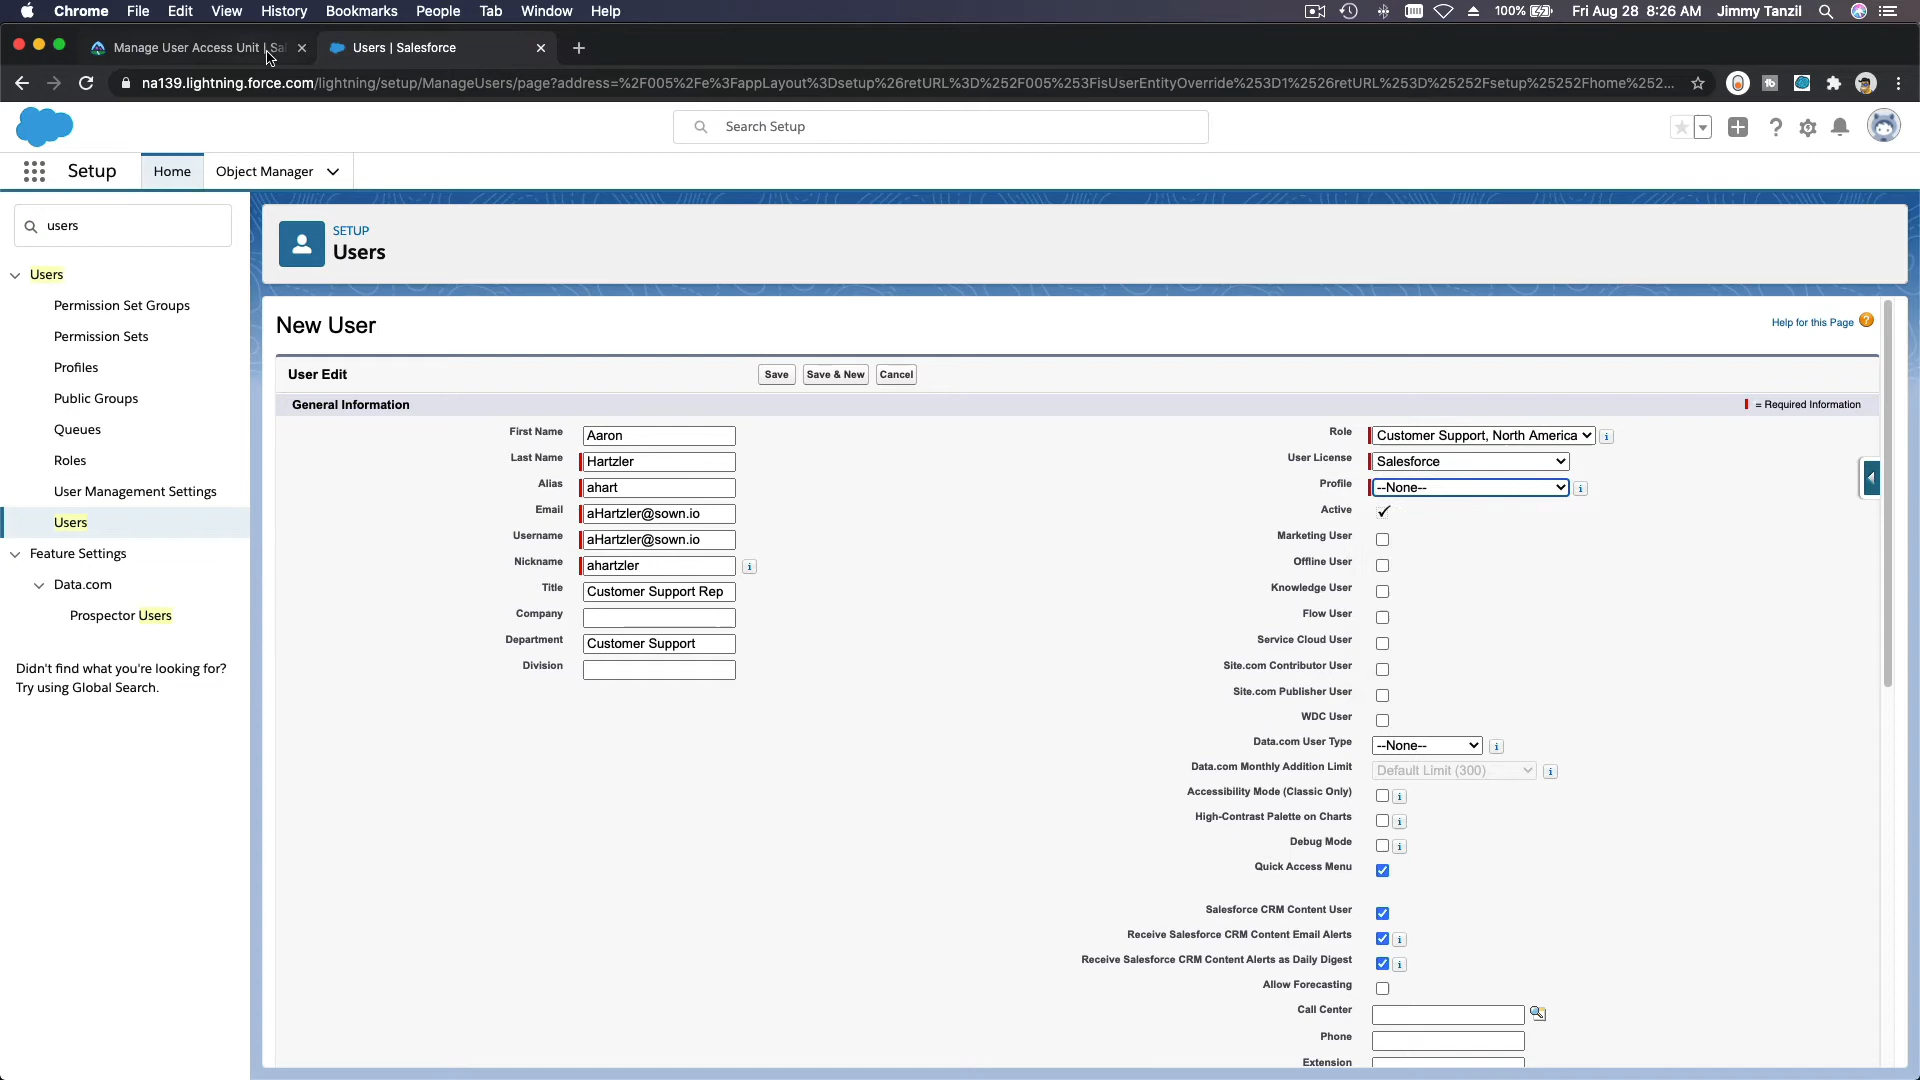 Chrome File Edit View History Bookmarks People Tab Window Help 100% Fri Aug 28 8:26 AM Jimmy Tanzil
Manage User Access Unit | Sal Users | Salesforce
na139.lightning.force.com/lightning/setup/ManageUsers/page?address=%2F005%2Fe%3FappLayout%3Dsetup%26retURL%3D%252F005%253FisUserEntityOverride%253D1%2526retURL%253D%25252Fsetup%25252Fhome%252...
Search Setup
Setup Home Object Manager
users
SETUP
Users
Users
Permission Set Groups
Permission Sets
Profiles
Public Groups
Queues
Roles
User Management Settings
Users
Feature Settings
Data.com
Prospector Users
Didn't find what you're looking for?
Try using Global Search.
New User
Help for this Page ?
User Edit Save Save & New Cancel
General Information = Required Information
First Name Aaron
Last Name Hartzler
Alias ahart
Email aHartzler@sown.io
Username aHartzler@sown.io
Nickname ahartzler i
Title Customer Support Rep
Company
Department Customer Support
Division
Role Customer Support, North America i
User License Salesforce
Profile --None-- i
Active
Marketing User
Offline User
Knowledge User
Flow User
Service Cloud User
Site.com Contributor User
Site.com Publisher User
WDC User
Data.com User Type --None-- i
Data.com Monthly Addition Limit Default Limit (300) i
Accessibility Mode (Classic Only) i
High-Contrast Palette on Charts i
Debug Mode i
Quick Access Menu
Salesforce CRM Content User
Receive Salesforce CRM Content Email Alerts i
Receive Salesforce CRM Content Alerts as Daily Digest i
Allow Forecasting
Call Center
Phone
Extension